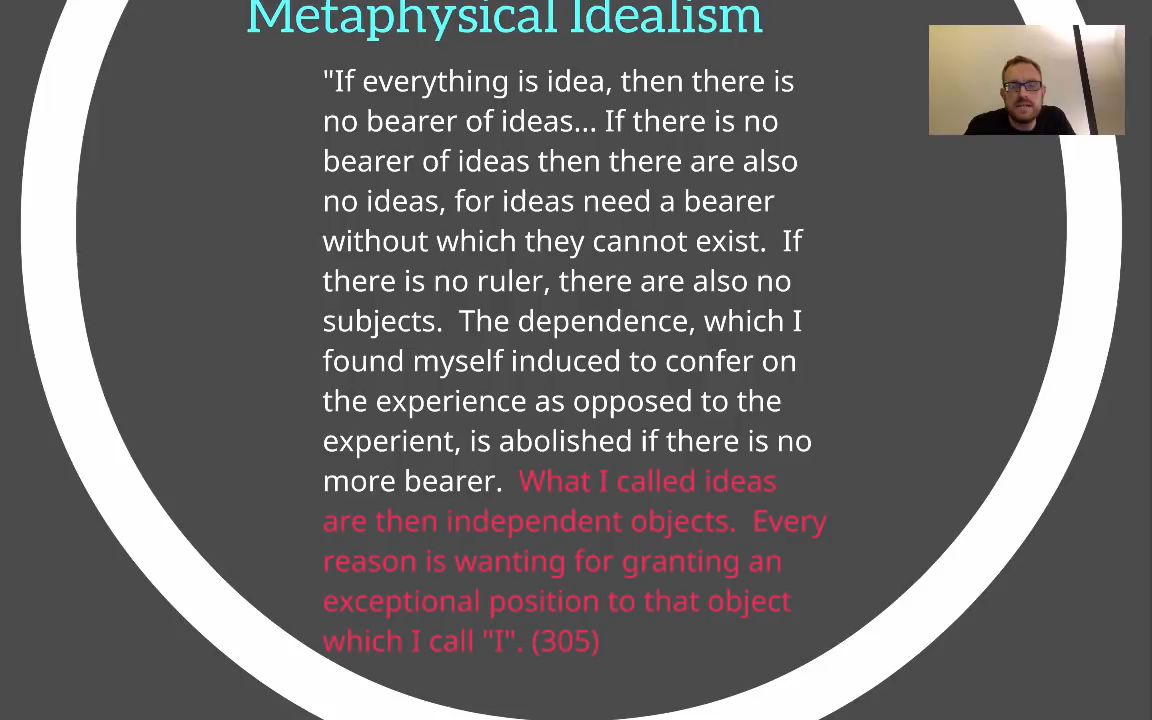 Metaphysical Idealism
"If everything is idea, then there is
no bearer of ideas... If there is no
bearer of ideas then there are also
no ideas, for ideas need a bearer
without which they cannot exist.  If
there is no ruler, there are also no
subjects.  The dependence, which I
found myself induced to confer on
the experience as opposed to the
experient, is abolished if there is no
more bearer.  What I called ideas
are then independent objects.  Every
reason is wanting for granting an
exceptional position to that object
which I call "I". (305)